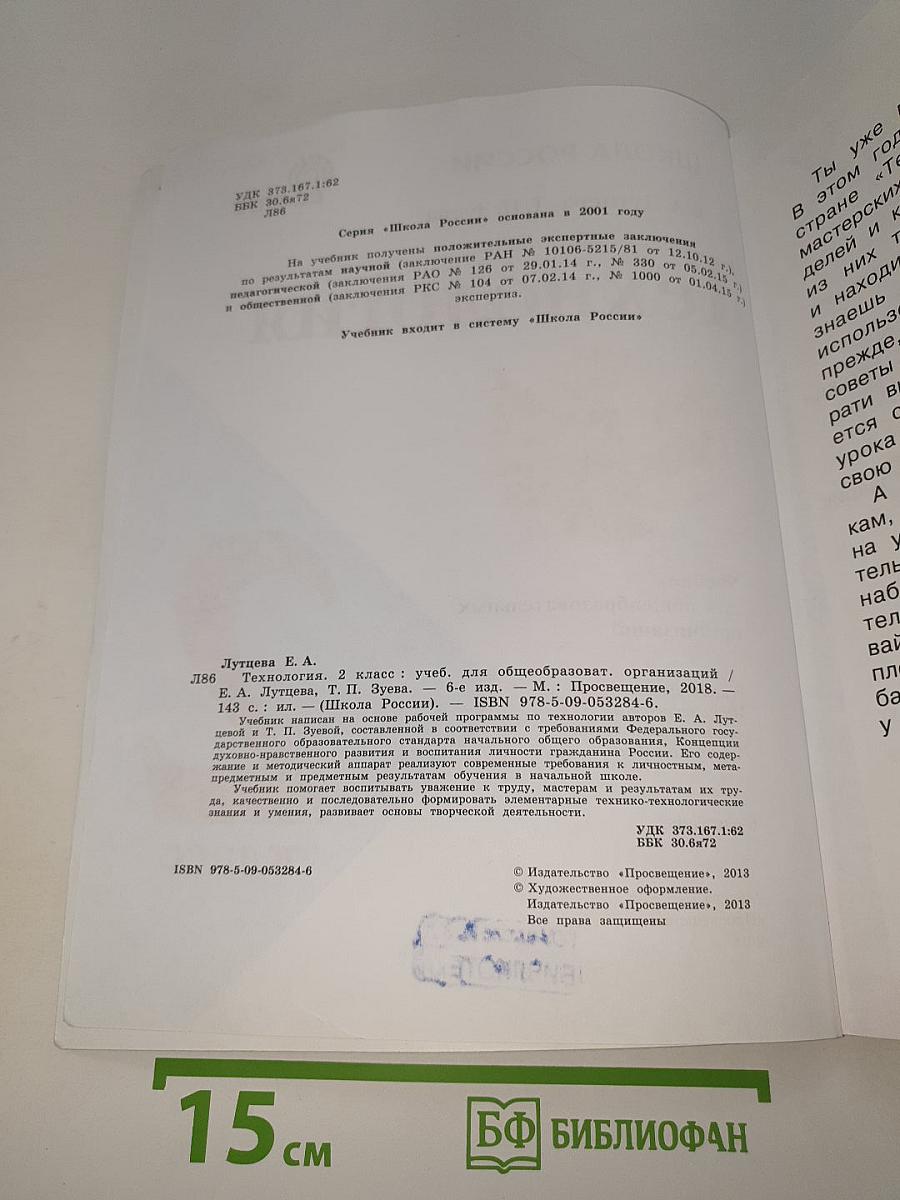 УДК 373.167.1:62
ББК 30.6я72
Л86
Серия «Школа России» основана в 2001 году
На учебник получены положительные экспертные заключения
по результатам научной (заключение РАН № 10106-5215/81 от 12.10.12 г.),
педагогической (заключения РАО № 126 от 29.01.14 г., № 330 от 05.02.15 г.)
и общественной (заключения РКС № 104 от 07.02.14 г., № 1000 от 01.04.15 г.)
экспертиз.
Учебник входит в систему «Школа России»
Лутцева Е. А.
Л86 Технология. 2 класс : учеб. для общеобразоват. организаций /
Е. А. Лутцева, Т. П. Зуева. — 6-е изд. — М. : Просвещение, 2018. —
143 с. : ил. — (Школа России). — ISBN 978-5-09-053284-6.
Учебник написан на основе рабочей программы по технологии авторов Е. А. Лут-
цевой и Т. П. Зуевой, составленной в соответствии с требованиями Федерального госу-
дарственного образовательного стандарта начального общего образования, Концепции
духовно-нравственного развития и воспитания личности гражданина России. Его содер-
жание и методический аппарат реализуют современные требования к личностным, мета-
предметным и предметным результатам обучения в начальной школе.
Учебник помогает воспитывать уважение к труду, мастерам и результатам их тру-
да, качественно и последовательно формировать элементарные технико-технологические
знания и умения, развивает основы творческой деятельности.
УДК 373.167.1:62
ББК 30.6я72
ISBN 978-5-09-053284-6
© Издательство «Просвещение», 2013
© Художественное оформление.
Издательство «Просвещение», 2013
Все права защищены
Ты уже
В этом год
стране «Те
мастерских
делей и к
из них т
и находи
знаешь
использо
прежде,
советы
рати в
ется с
урока
свою
А
кам,
на у
тель
наб
тел
вай
пл
ба
у
15 см
БФ БИБЛИОФАН